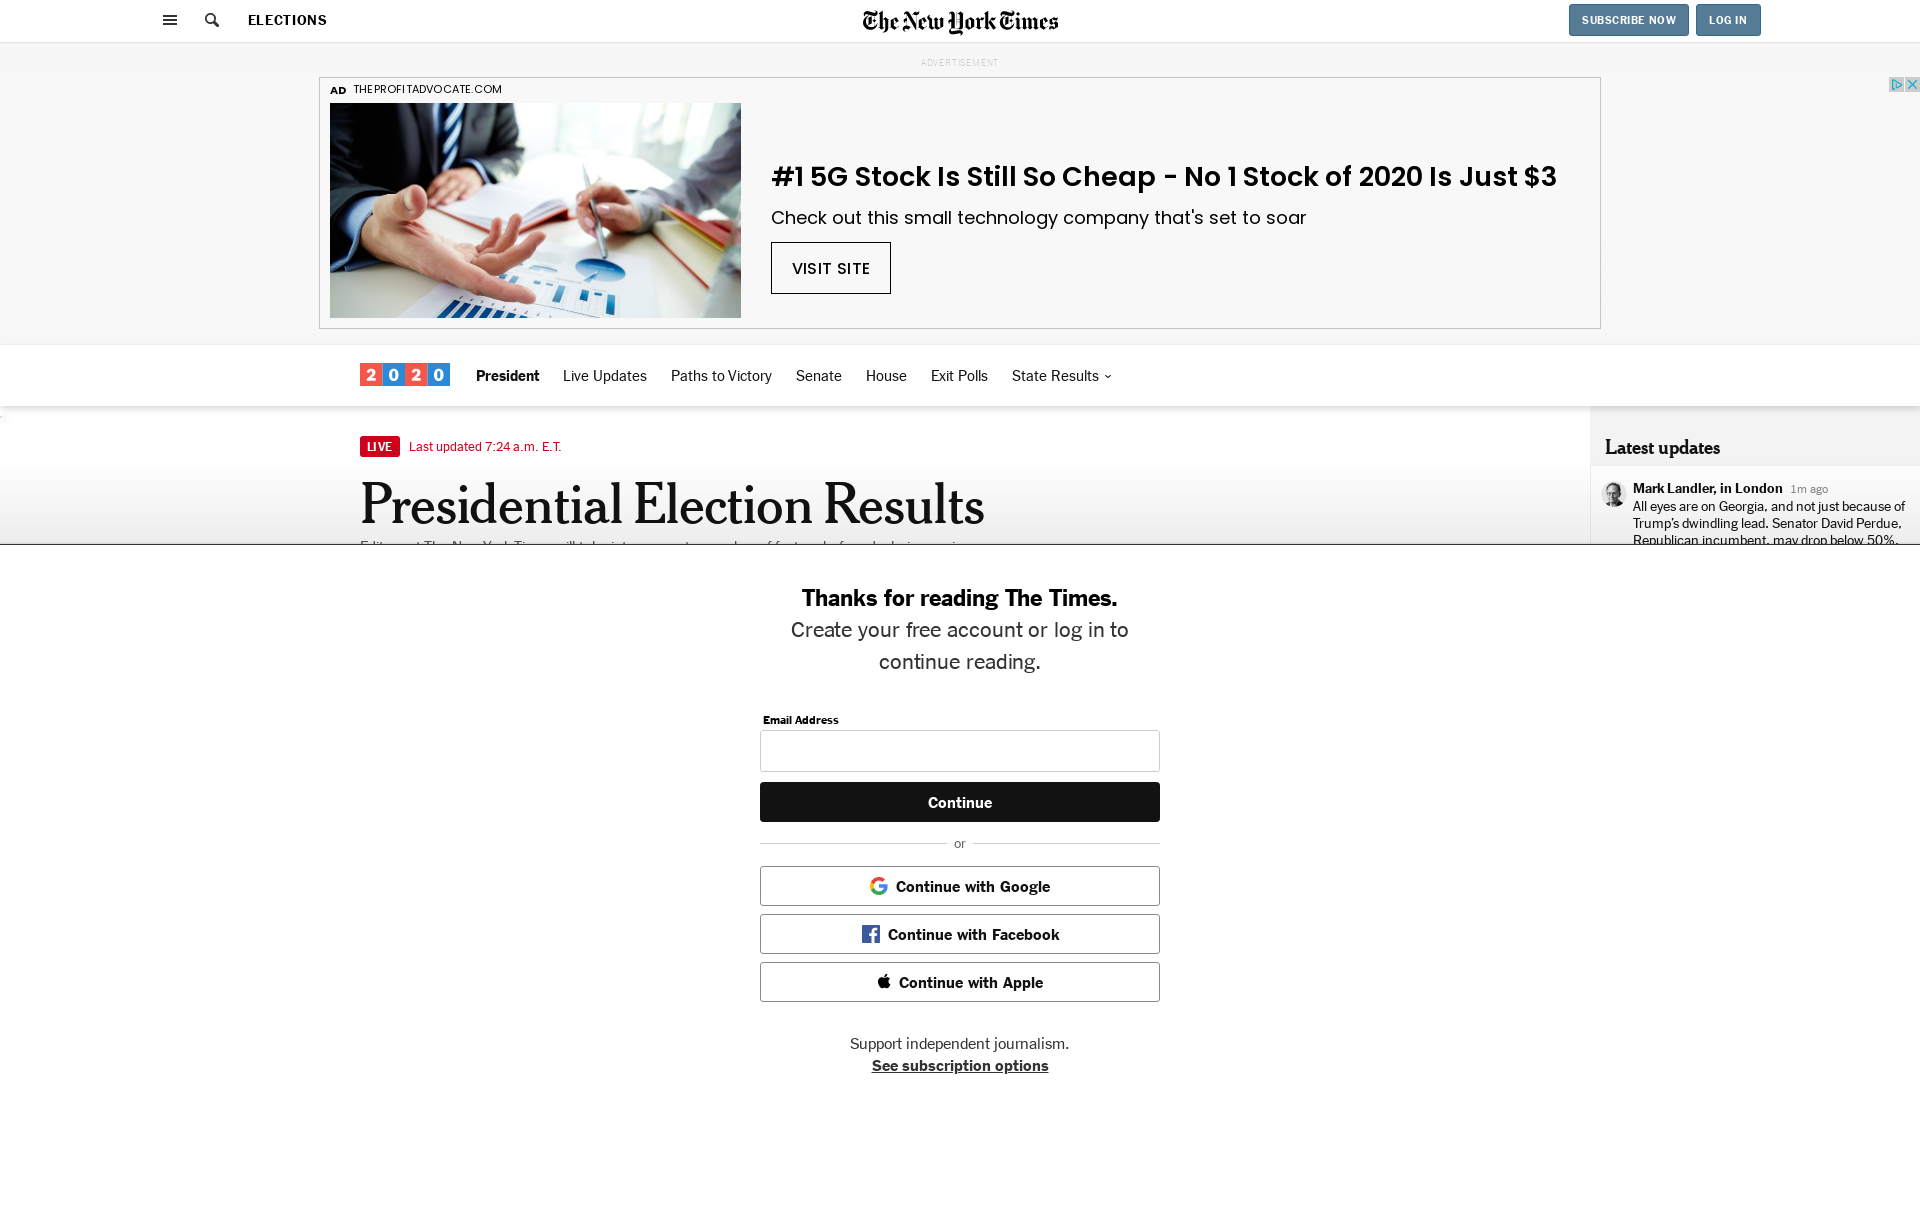 ELECTIONS
The New York Times
SUBSCRIBE NOW
LOG IN
ADVERTISEMENT
AD THEPROFITADVOCATE.COM
#1 5G Stock Is Still So Cheap - No 1 Stock of 2020 Is Just $3
Check out this small technology company that's set to soar
VISIT SITE
2020 President Live Updates Paths to Victory Senate House Exit Polls State Results
LIVE Last updated 7:24 a.m. E.T.
Presidential Election Results
Latest updates
Mark Landler, in London 1m ago
All eyes are on Georgia, and not just because of
Trump’s dwindling lead. Senator David Perdue,
Republican incumbent, may drop below 50%,
Thanks for reading The Times.
Create your free account or log in to
continue reading.
Email Address
Continue
or
Continue with Google
Continue with Facebook
Continue with Apple
Support independent journalism.
See subscription options